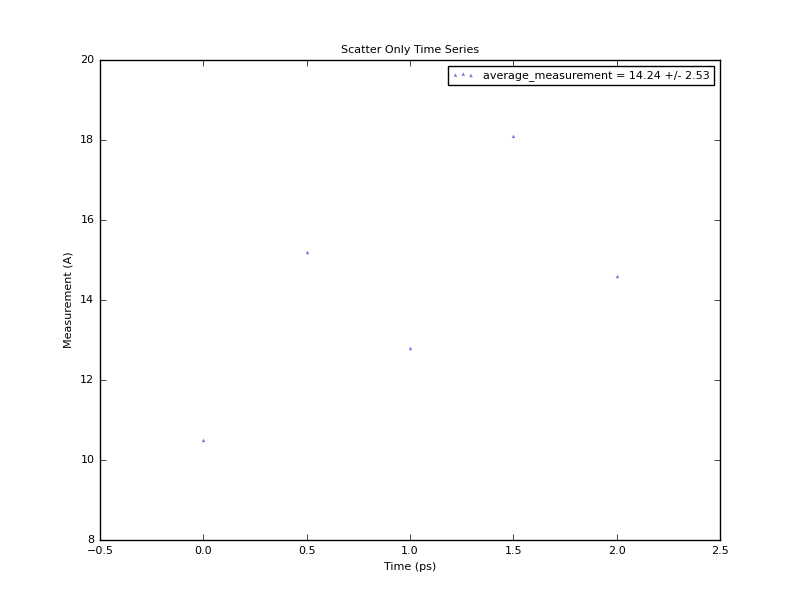 Scatter Only Time Series
average_measurement = 14.24 +/- 2.53
20
18
16
14
12
10
8
Measurement (A)
−0.5 0.0 0.5 1.0 1.5 2.0 2.5
Time (ps)